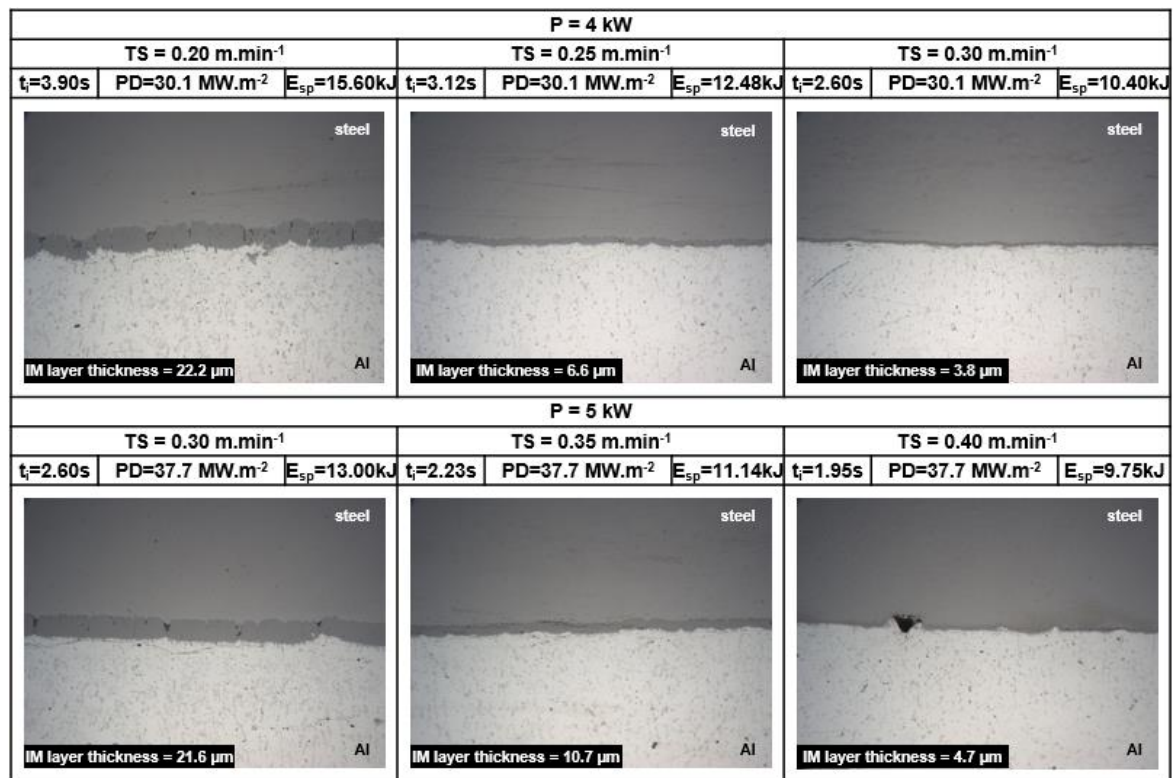 P = 4 kW
TS = 0.20 m.min⁻¹ TS = 0.25 m.min⁻¹ TS = 0.30 m.min⁻¹
tᵢ=3.90s PD=30.1 MW.m⁻² Eₛₚ=15.60kJ tᵢ=3.12s PD=30.1 MW.m⁻² Eₛₚ=12.48kJ tᵢ=2.60s PD=30.1 MW.m⁻² Eₛₚ=10.40kJ
steel steel steel
Al Al Al
IM layer thickness = 22.2 µm IM layer thickness = 6.6 µm IM layer thickness = 3.8 µm
P = 5 kW
TS = 0.30 m.min⁻¹ TS = 0.35 m.min⁻¹ TS = 0.40 m.min⁻¹
tᵢ=2.60s PD=37.7 MW.m⁻² Eₛₚ=13.00kJ tᵢ=2.23s PD=37.7 MW.m⁻² Eₛₚ=11.14kJ tᵢ=1.95s PD=37.7 MW.m⁻² Eₛₚ=9.75kJ
steel steel steel
Al Al Al
IM layer thickness = 21.6 µm IM layer thickness = 10.7 µm IM layer thickness = 4.7 µm